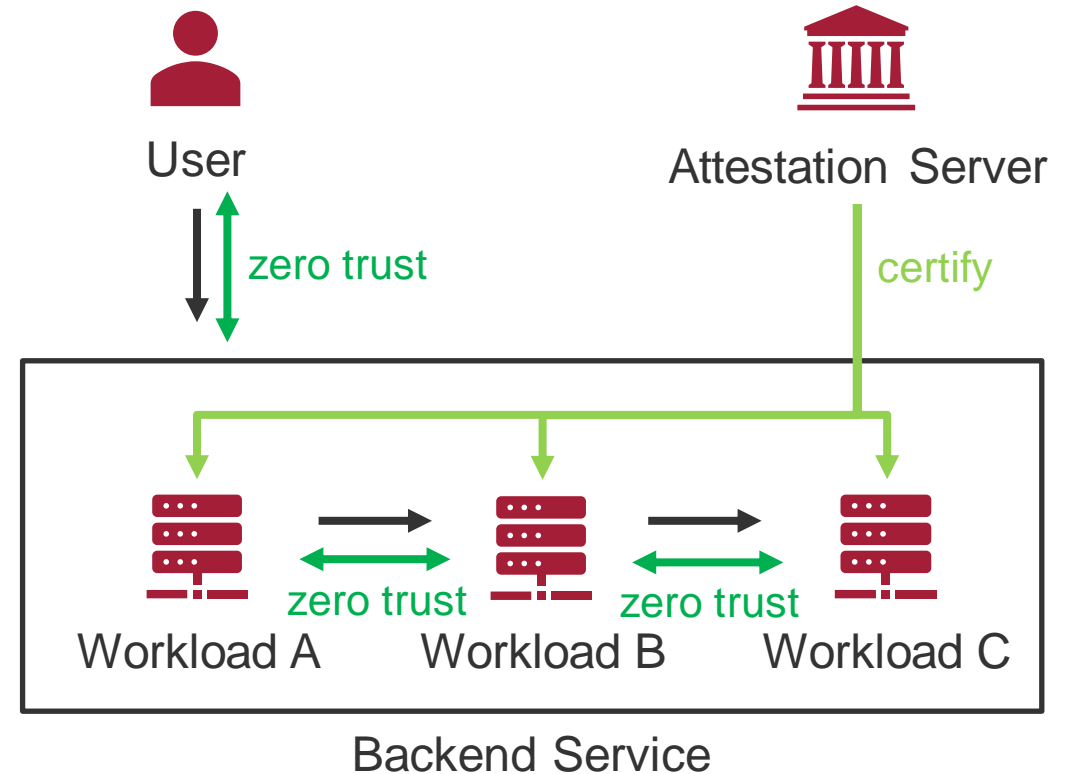 User
Attestation Server
zero trust
certify
zero trust
zero trust
Workload A
Workload B
Workload C
Backend Service